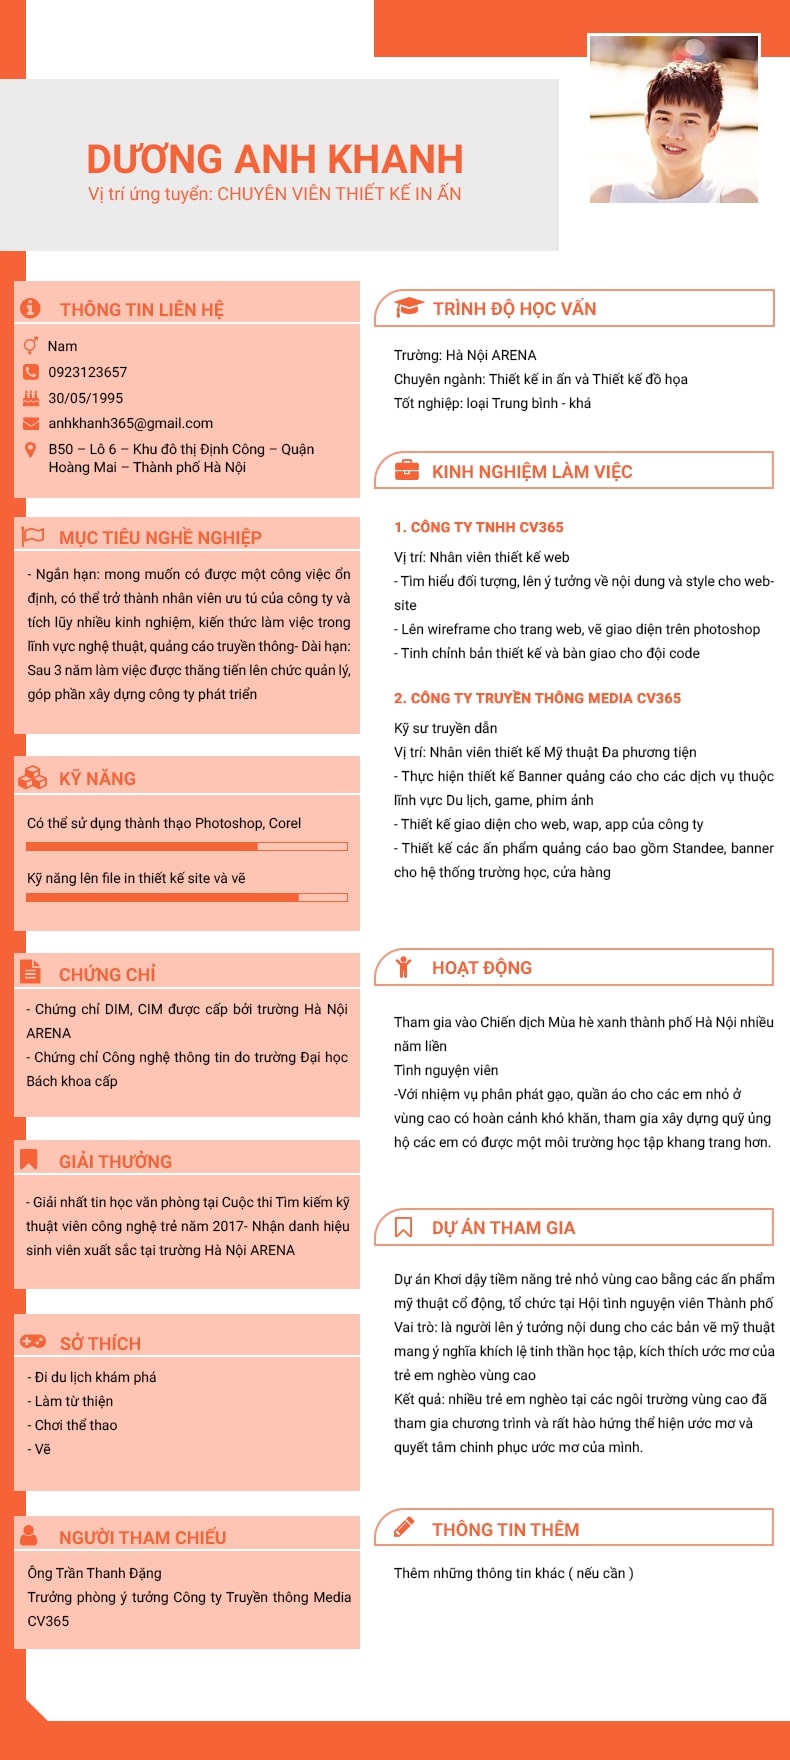 DƯƠNG ANH KHANH
Vị trí ứng tuyển: CHUYÊN VIÊN THIẾT KẾ IN ẤN
THÔNG TIN LIÊN HỆ
Nam
0923123657
30/05/1995
anhkhanh365@gmail.com
B50 – Lô 6 – Khu đô thị Định Công – Quận
Hoàng Mai – Thành phố Hà Nội
MỤC TIÊU NGHỀ NGHIỆP
- Ngắn hạn: mong muốn có được một công việc ổn
định, có thể trở thành nhân viên ưu tú của công ty và
tích lũy nhiều kinh nghiệm, kiến thức làm việc trong
lĩnh vực nghệ thuật, quảng cáo truyền thông- Dài hạn:
Sau 3 năm làm việc được thăng tiến lên chức quản lý,
góp phần xây dựng công ty phát triển
KỸ NĂNG
Có thể sử dụng thành thạo Photoshop, Corel
Kỹ năng lên file in thiết kế site và vẽ
CHỨNG CHỈ
- Chứng chỉ DIM, CIM được cấp bởi trường Hà Nội
ARENA
- Chứng chỉ Công nghệ thông tin do trường Đại học
Bách khoa cấp
GIẢI THƯỞNG
- Giải nhất tin học văn phòng tại Cuộc thi Tìm kiếm kỹ
thuật viên công nghệ trẻ năm 2017- Nhận danh hiệu
sinh viên xuất sắc tại trường Hà Nội ARENA
SỞ THÍCH
- Đi du lịch khám phá
- Làm từ thiện
- Chơi thể thao
- Vẽ
NGƯỜI THAM CHIẾU
Ông Trần Thanh Đặng
Trưởng phòng ý tưởng Công ty Truyền thông Media
CV365
TRÌNH ĐỘ HỌC VẤN
Trường: Hà Nội ARENA
Chuyên ngành: Thiết kế in ấn và Thiết kế đồ họa
Tốt nghiệp: loại Trung bình - khá
KINH NGHIỆM LÀM VIỆC
1. CÔNG TY TNHH CV365
Vị trí: Nhân viên thiết kế web
- Tìm hiểu đối tượng, lên ý tưởng về nội dung và style cho web-
site
- Lên wireframe cho trang web, vẽ giao diện trên photoshop
- Tinh chỉnh bản thiết kế và bàn giao cho đội code
2. CÔNG TY TRUYỀN THÔNG MEDIA CV365
Kỹ sư truyền dẫn
Vị trí: Nhân viên thiết kế Mỹ thuật Đa phương tiện
- Thực hiện thiết kế Banner quảng cáo cho các dịch vụ thuộc
lĩnh vực Du lịch, game, phim ảnh
- Thiết kế giao diện cho web, wap, app của công ty
- Thiết kế các ấn phẩm quảng cáo bao gồm Standee, banner
cho hệ thống trường học, cửa hàng
HOẠT ĐỘNG
Tham gia vào Chiến dịch Mùa hè xanh thành phố Hà Nội nhiều
năm liền
Tình nguyện viên
-Với nhiệm vụ phân phát gạo, quần áo cho các em nhỏ ở
vùng cao có hoàn cảnh khó khăn, tham gia xây dựng quỹ ủng
hộ các em có được một môi trường học tập khang trang hơn.
DỰ ÁN THAM GIA
Dự án Khơi dậy tiềm năng trẻ nhỏ vùng cao bằng các ấn phẩm
mỹ thuật cổ động, tổ chức tại Hội tình nguyện viên Thành phố
Vai trò: là người lên ý tưởng nội dung cho các bản vẽ mỹ thuật
mang ý nghĩa khích lệ tinh thần học tập, kích thích ước mơ của
trẻ em nghèo vùng cao
Kết quả: nhiều trẻ em nghèo tại các ngôi trường vùng cao đã
tham gia chương trình và rất hào hứng thể hiện ước mơ và
quyết tâm chinh phục ước mơ của mình.
THÔNG TIN THÊM
Thêm những thông tin khác ( nếu cần )